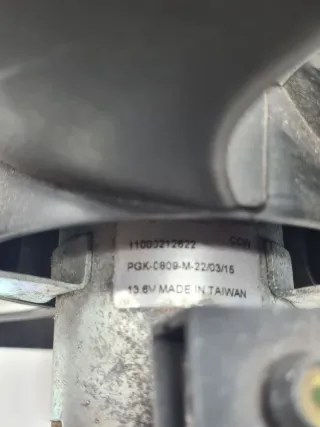 11000212622 CCW
PGK-0809-M-22/03/15
13.6V MADE IN TAIWAN